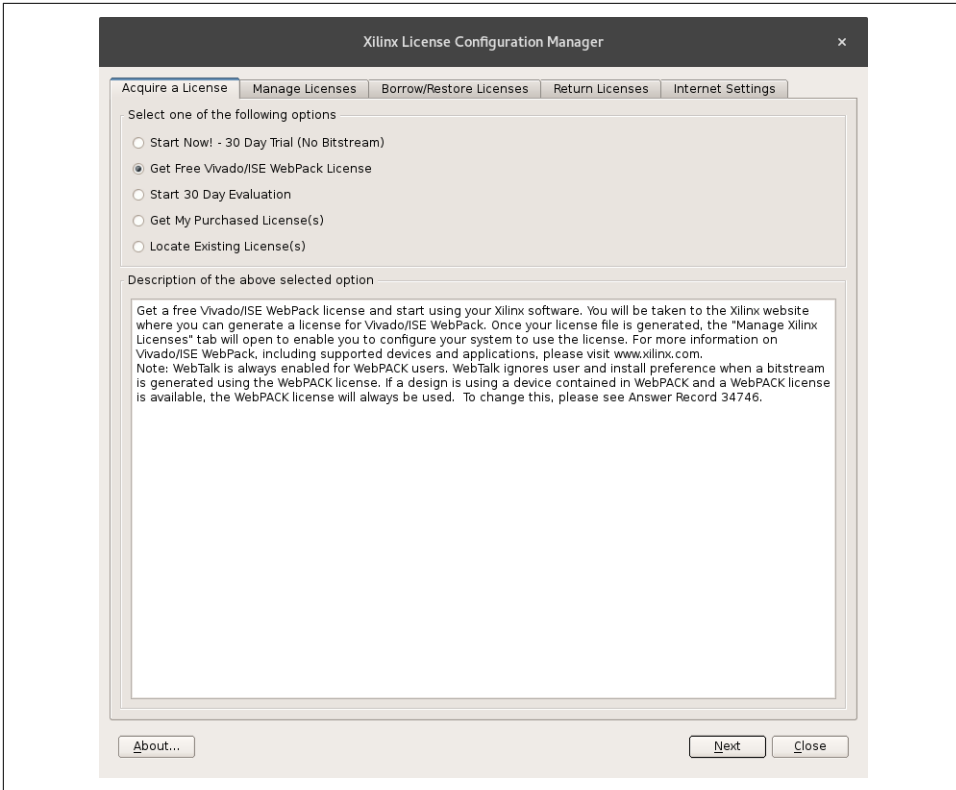 Xilinx License Configuration Manager
×
Acquire a License
Manage Licenses
Borrow/Restore Licenses
Return Licenses
Internet Settings
Select one of the following options
Start Now! - 30 Day Trial (No Bitstream)
Get Free Vivado/ISE WebPack License
Start 30 Day Evaluation
Get My Purchased License(s)
Locate Existing License(s)
Description of the above selected option
Get a free Vivado/ISE WebPack license and start using your Xilinx software. You will be taken to the Xilinx website
where you can generate a license for Vivado/ISE WebPack. Once your license file is generated, the "Manage Xilinx
Licenses" tab will open to enable you to configure your system to use the license. For more information on
Vivado/ISE WebPack, including supported devices and applications, please visit www.xilinx.com.
Note: WebTalk is always enabled for WebPACK users. WebTalk ignores user and install preference when a bitstream
is generated using the WebPACK license. If a design is using a device contained in WebPACK and a WebPACK license
is available, the WebPACK license will always be used.  To change this, please see Answer Record 34746.
About...
Next
Close